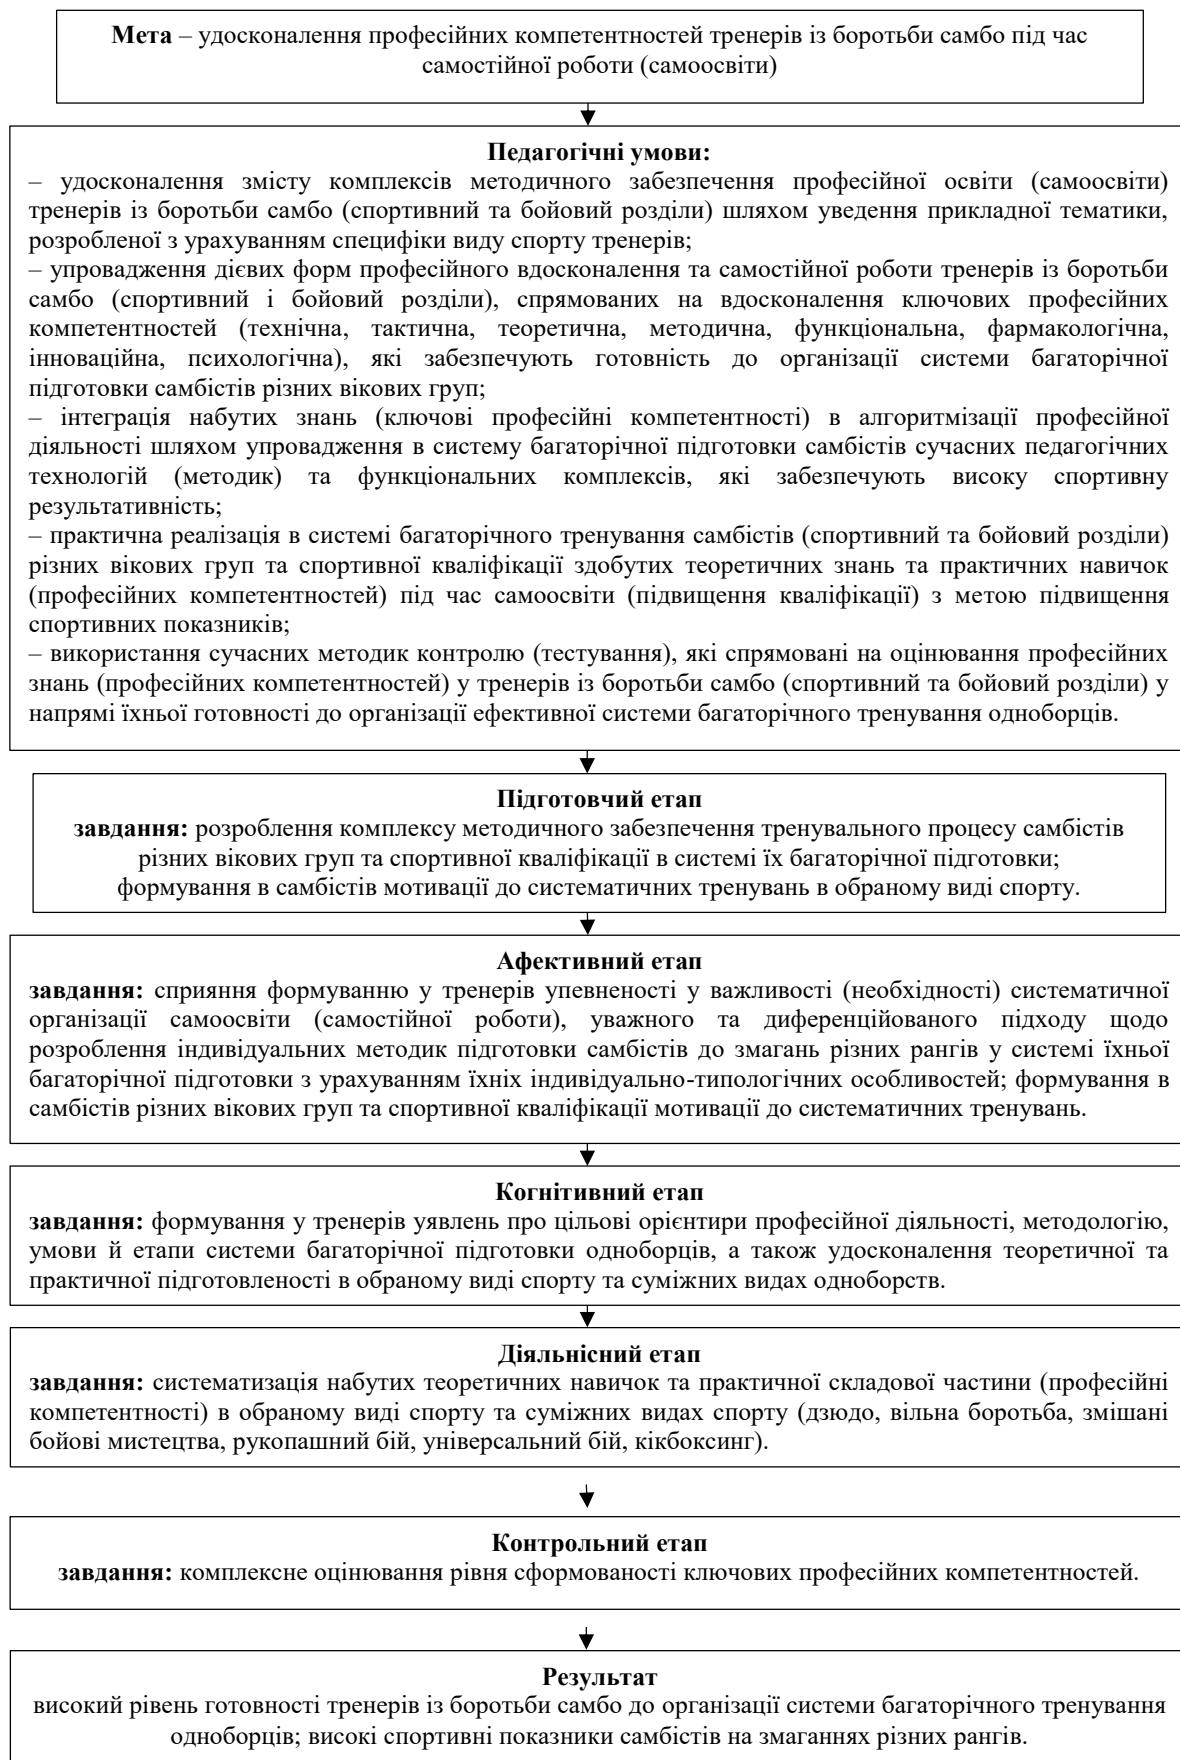 Мета – удосконалення професійних компетентностей тренерів із боротьби самбо під час
самостійної роботи (самоосвіти)
Педагогічні умови:
– удосконалення змісту комплексів методичного забезпечення професійної освіти (самоосвіти)
тренерів із боротьби самбо (спортивний та бойовий розділи) шляхом уведення прикладної тематики,
розробленої з урахуванням специфіки виду спорту тренерів;
– упровадження дієвих форм професійного вдосконалення та самостійної роботи тренерів із боротьби
самбо (спортивний і бойовий розділи), спрямованих на вдосконалення ключових професійних
компетентностей (технічна, тактична, теоретична, методична, функціональна, фармакологічна,
інноваційна, психологічна), які забезпечують готовність до організації системи багаторічної
підготовки самбістів різних вікових груп;
– інтеграція набутих знань (ключові професійні компетентності) в алгоритмізації професійної
діяльності шляхом упровадження в систему багаторічної підготовки самбістів сучасних педагогічних
технологій (методик) та функціональних комплексів, які забезпечують високу спортивну
результативність;
– практична реалізація в системі багаторічного тренування самбістів (спортивний та бойовий розділи)
різних вікових груп та спортивної кваліфікації здобутих теоретичних знань та практичних навичок
(професійних компетентностей) під час самоосвіти (підвищення кваліфікації) з метою підвищення
спортивних показників;
– використання сучасних методик контролю (тестування), які спрямовані на оцінювання професійних
знань (професійних компетентностей) у тренерів із боротьби самбо (спортивний та бойовий розділи) у
напрямі їхньої готовності до організації ефективної системи багаторічного тренування одноборців.
Підготовчий етап
завдання: розроблення комплексу методичного забезпечення тренувального процесу самбістів
різних вікових груп та спортивної кваліфікації в системі їх багаторічної підготовки;
формування в самбістів мотивації до систематичних тренувань в обраному виді спорту.
Афективний етап
завдання: сприяння формуванню у тренерів упевненості у важливості (необхідності) систематичної
організації самоосвіти (самостійної роботи), уважного та диференційованого підходу щодо
розроблення індивідуальних методик підготовки самбістів до змагань різних рангів у системі їхньої
багаторічної підготовки з урахуванням їхніх індивідуально-типологічних особливостей; формування в
самбістів різних вікових груп та спортивної кваліфікації мотивації до систематичних тренувань.
Когнітивний етап
завдання: формування у тренерів уявлень про цільові орієнтири професійної діяльності, методологію,
умови й етапи системи багаторічної підготовки одноборців, а також удосконалення теоретичної та
практичної підготовленості в обраному виді спорту та суміжних видах одноборств.
Діяльнісний етап
завдання: систематизація набутих теоретичних навичок та практичної складової частини (професійні
компетентності) в обраному виді спорту та суміжних видах спорту (дзюдо, вільна боротьба, змішані
бойові мистецтва, рукопашний бій, універсальний бій, кікбоксинг).
Контрольний етап
завдання: комплексне оцінювання рівня сформованості ключових професійних компетентностей.
Результат
високий рівень готовності тренерів із боротьби самбо до організації системи багаторічного тренування
одноборців; високі спортивні показники самбістів на змаганнях різних рангів.